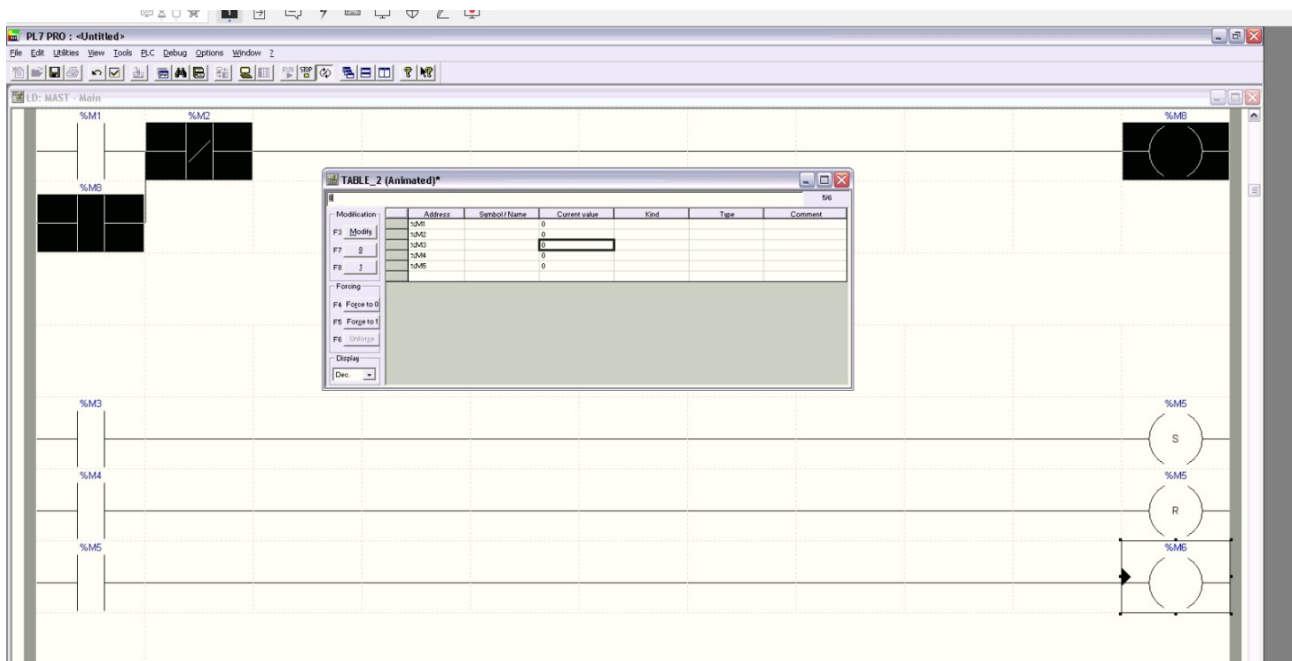 PL7 PRO : <Untitled>
File Edit Utilities View Tools PLC Debug Options Window ?
LD: MAST - Main
%M1 %M2 %M8
%M8
TABLE_2 (Animated)*
5/6
Modification Address Symbol / Name Current value Kind Type Comment
%M1 0
F3 Modify %M2 0
%M3 0
F7 0 %M4 0
F8 1 %M5 0
Forcing
F4 Force to 0
F5 Force to 1
F6 Unforce
Display
Dec.
%M3 %M5
S
%M4 %M5
R
%M5 %M6